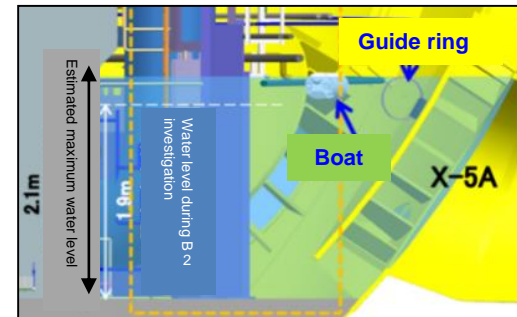 Guide ring
Boat
X-5A
Estimated maximum water level
2.1m
Water level during B2
investigation
1.9m